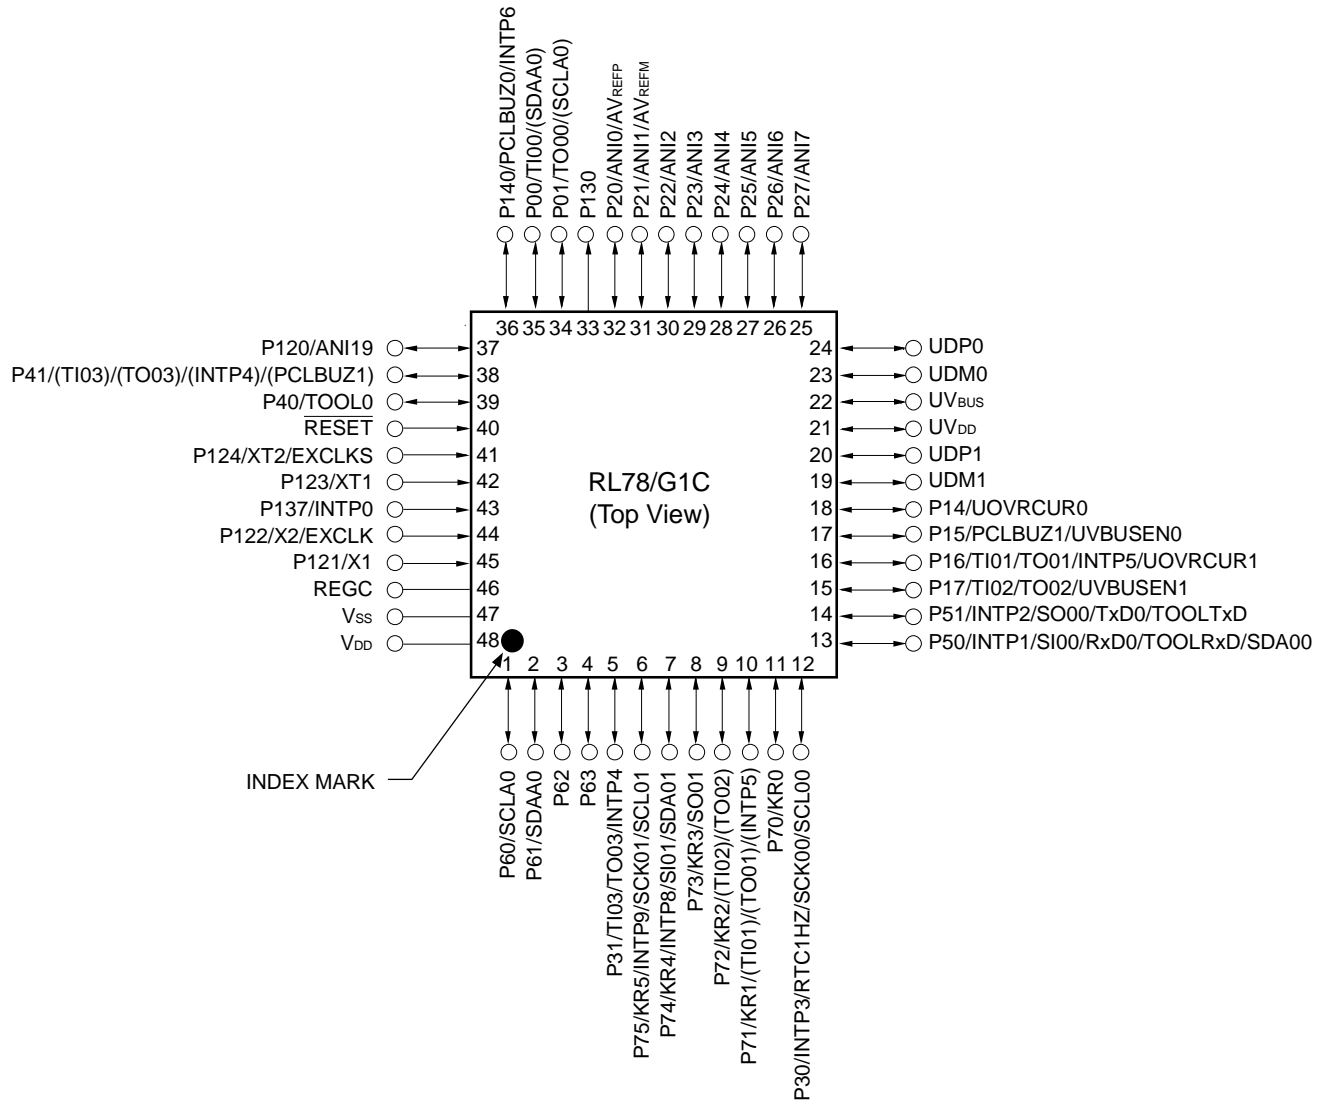 P140/PCLBUZ0/INTP6
P00/TI00/(SDAA0)
P01/TO00/(SCLA0)
P130
P20/ANI0/AVREFP
P21/ANI1/AVREFM
P22/ANI2
P23/ANI3
P24/ANI4
P25/ANI5
P26/ANI6
P27/ANI7
36 35 34 33 32 31 30 29 28 27 26 25
P120/ANI19 37
P41/(TI03)/(TO03)/(INTP4)/(PCLBUZ1) 38
P40/TOOL0 39
RESET 40
P124/XT2/EXCLKS 41
P123/XT1 42
P137/INTP0 43
P122/X2/EXCLK 44
P121/X1 45
REGC 46
VSS 47
VDD 48
RL78/G1C
(Top View)
24 UDP0
23 UDM0
22 UVBUS
21 UVDD
20 UDP1
19 UDM1
18 P14/UOVRCUR0
17 P15/PCLBUZ1/UVBUSEN0
16 P16/TI01/TO01/INTP5/UOVRCUR1
15 P17/TI02/TO02/UVBUSEN1
14 P51/INTP2/SO00/TxD0/TOOLTxD
13 P50/INTP1/SI00/RxD0/TOOLRxD/SDA00
1 2 3 4 5 6 7 8 9 10 11 12
INDEX MARK
P60/SCLA0
P61/SDAA0
P62
P63
P31/TI03/TO03/INTP4
P75/KR5/INTP9/SCK01/SCL01
P74/KR4/INTP8/SI01/SDA01
P73/KR3/SO01
P72/KR2/(TI02)/(TO02)
P71/KR1/(TI01)/(TO01)/(INTP5)
P70/KR0
P30/INTP3/RTC1HZ/SCK00/SCL00